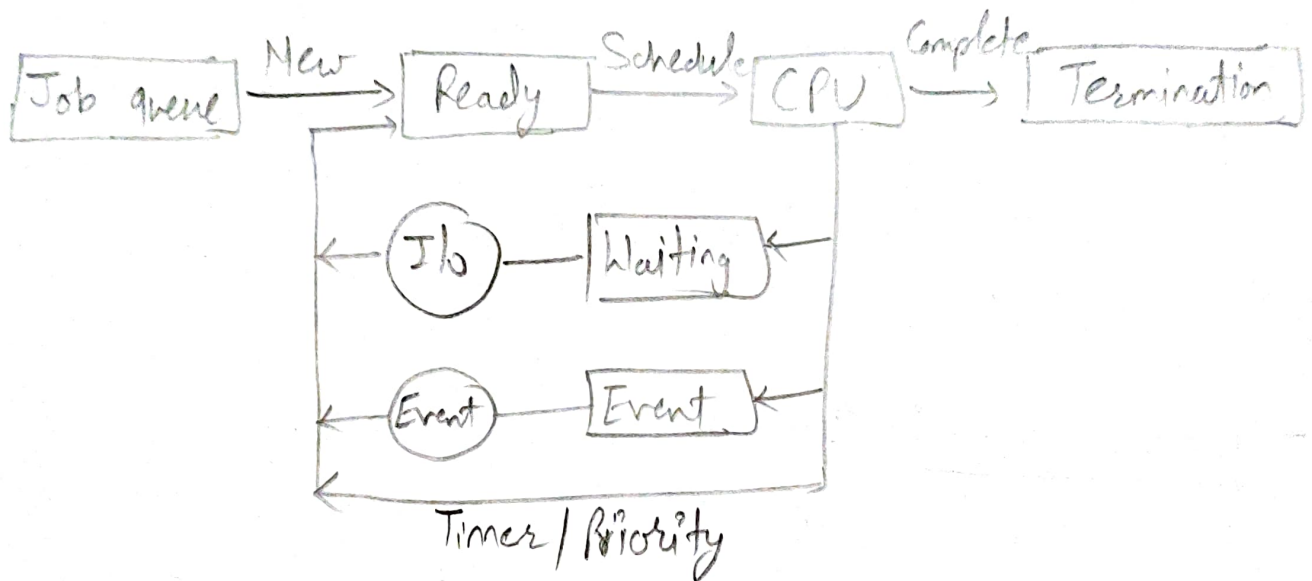 New Schedule Complete
Job queue Ready CPU Termination
I/o Waiting
Event Event
Timer / Priority